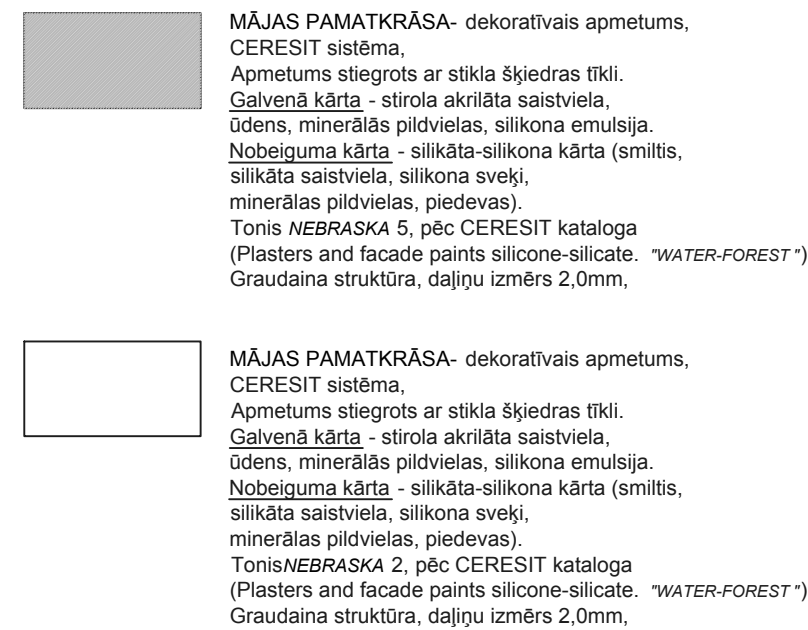 MĀJAS PAMATKRĀSA- dekoratīvais apmetums,
CERESIT sistēma,
Apmetums stiegrots ar stikla šķiedras tīkli.
Galvenā kārta - stirola akrilāta saistviela,
ūdens, minerālās pildvielas, silikona emulsija.
Nobeiguma kārta - silikāta-silikona kārta (smiltis,
silikāta saistviela, silikona sveķi,
minerālas pildvielas, piedevas).
Tonis NEBRASKA 5, pēc CERESIT kataloga
(Plasters and facade paints silicone-silicate. "WATER-FOREST")
Graudaina struktūra, daļiņu izmērs 2,0mm,
MĀJAS PAMATKRĀSA- dekoratīvais apmetums,
CERESIT sistēma,
Apmetums stiegrots ar stikla šķiedras tīkli.
Galvenā kārta - stirola akrilāta saistviela,
ūdens, minerālās pildvielas, silikona emulsija.
Nobeiguma kārta - silikāta-silikona kārta (smiltis,
silikāta saistviela, silikona sveķi,
minerālas pildvielas, piedevas).
TonisNEBRASKA 2, pēc CERESIT kataloga
(Plasters and facade paints silicone-silicate. "WATER-FOREST")
Graudaina struktūra, daļiņu izmērs 2,0mm,